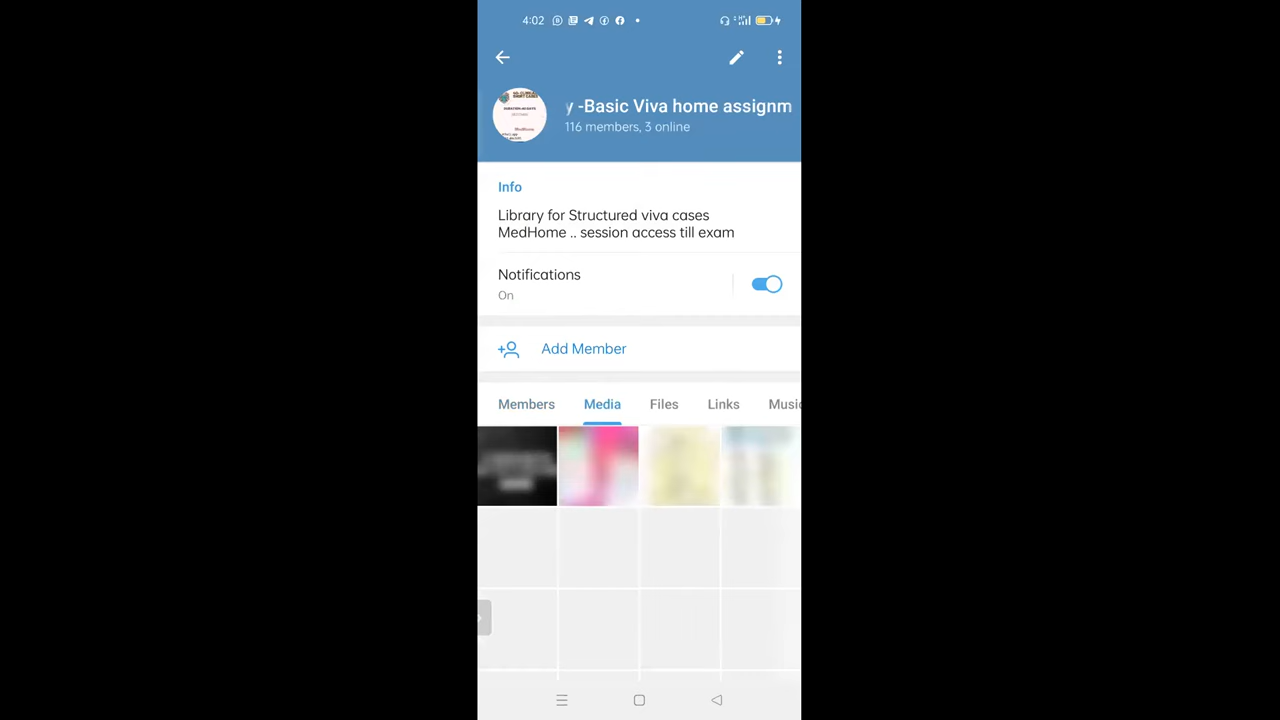 4:02
y -Basic Viva home assignm
116 members, 3 online
Info
Library for Structured viva cases
MedHome .. session access till exam
Notifications
On
Add Member
Members Media Files Links Music